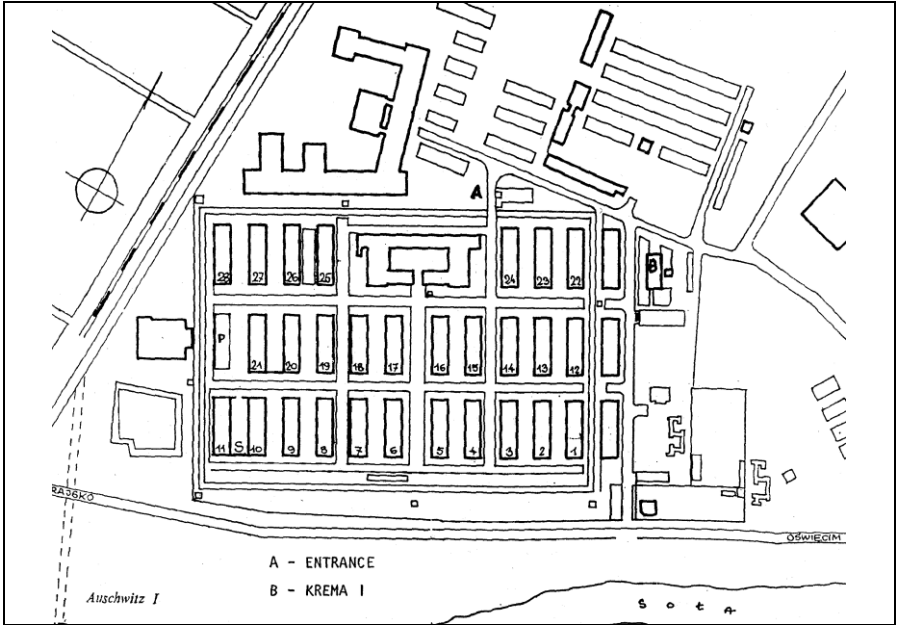 A
B
28 27 26 25 24 23 22
P 21 20 19 18 17 16 15 14 13 12
11 S 10 9 8 7 6 5 4 3 2 1
RAJSKO
OŚWIĘCIM
A - ENTRANCE
B - KREMA I
Auschwitz I
S o ł a